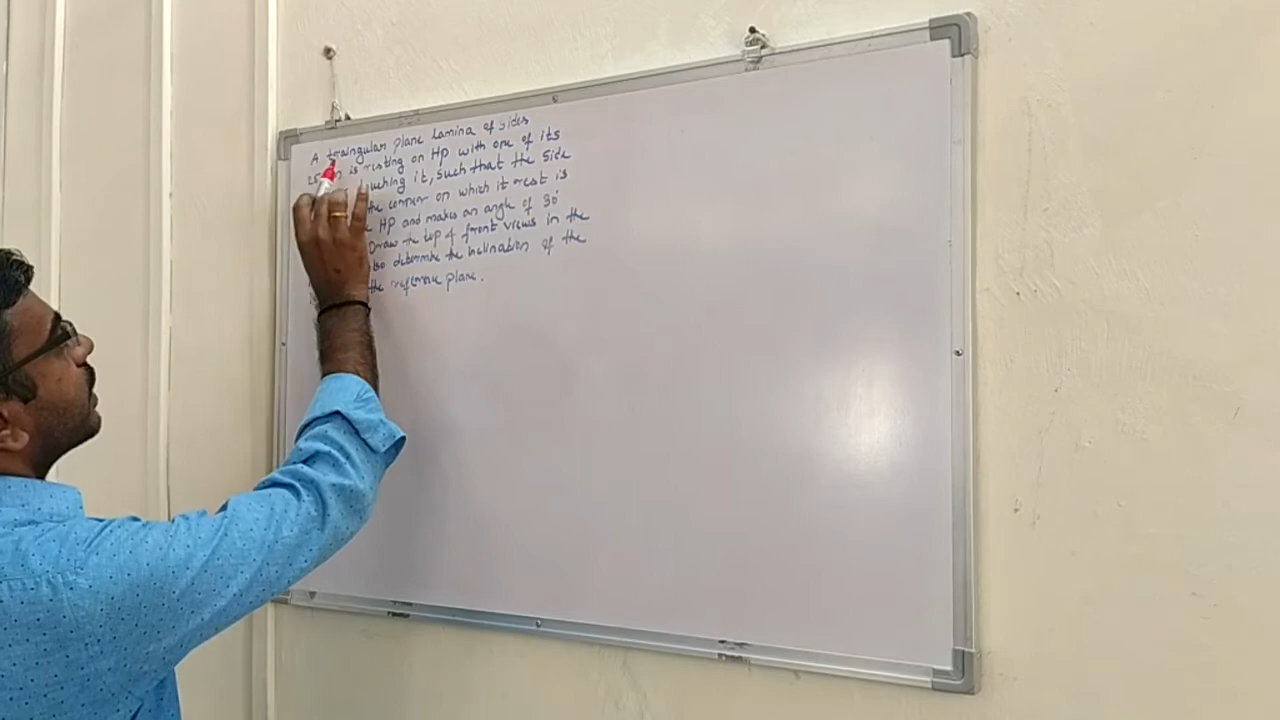 A traingular plane lamina of sides
is resting on HP with one of its
touching it, such that the side
the corner on which it rest is
HP and makes an angle of 30°
Draw the top & front views in the
also determine the inclination of the
the reference plane.